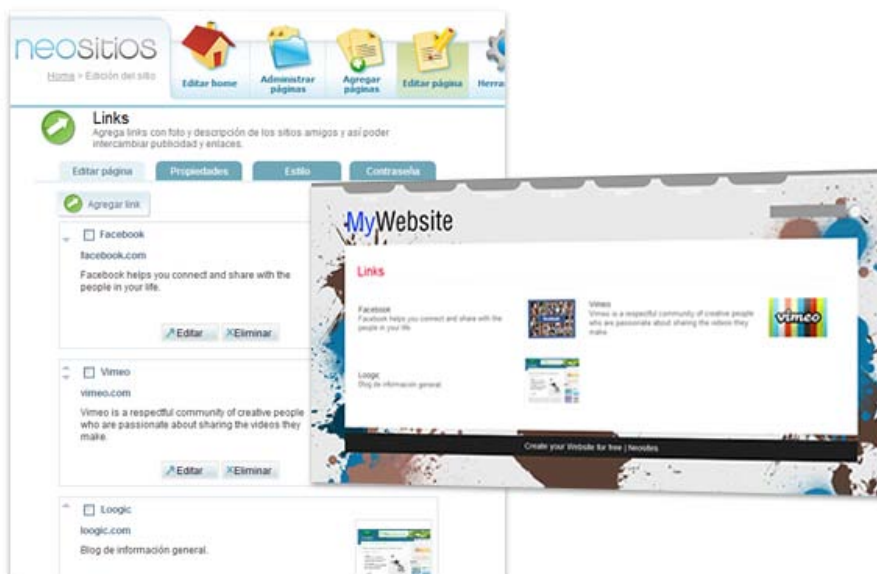 neositios
Home > Edición del sitio
Editar home
Administrar páginas
Agregar páginas
Editar página
Links
Agrega links con foto y descripción de los sitios amigos y así poder
intercambiar publicidad y enlaces.
Editar página
Propiedades
Estilo
Contraseña
Agregar link
Facebook
facebook.com
Facebook helps you connect and share with the
people in your life.
Editar
Eliminar
Vimeo
vimeo.com
Vimeo is a respectful community of creative people
who are passionate about sharing the videos they
make.
Editar
Eliminar
Loogic
loogic.com
Blog de información general.
MyWebsite
Links
Facebook
Facebook helps you connect and share with the
people in your life
Vimeo
Vimeo is a respectful community of creative people
who are passionate about sharing the videos they
make.
vimeo
Loogic
Blog de información general.
Create your Website for free | Neosites